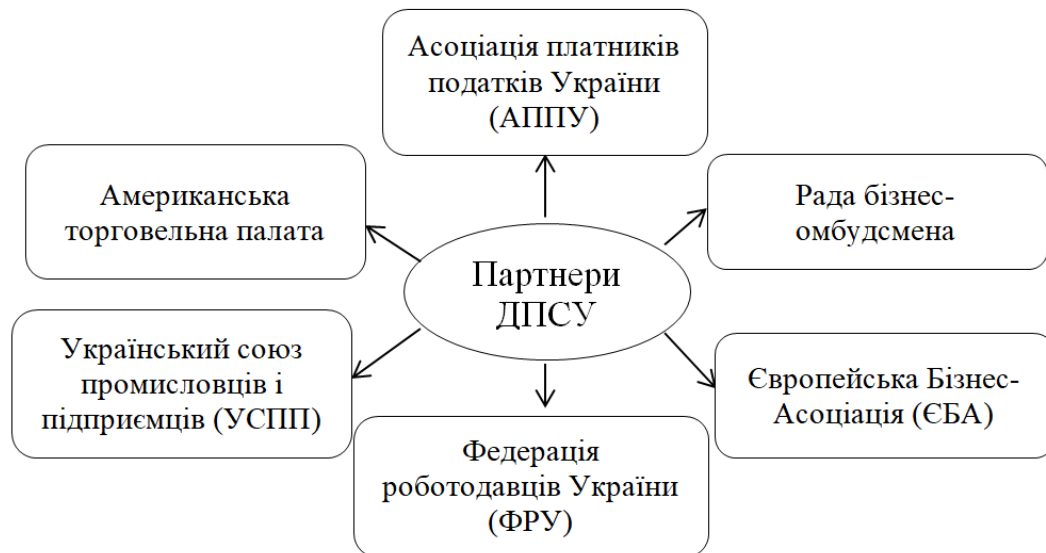 Асоціація платників
податків України
(АППУ)
Американська
торговельна палата
Рада бізнес-
омбудсмена
Партнери
ДПСУ
Український союз
промисловців і
підприємців (УСПП)
Європейська Бізнес-
Асоціація (ЄБА)
Федерація
роботодавців України
(ФРУ)